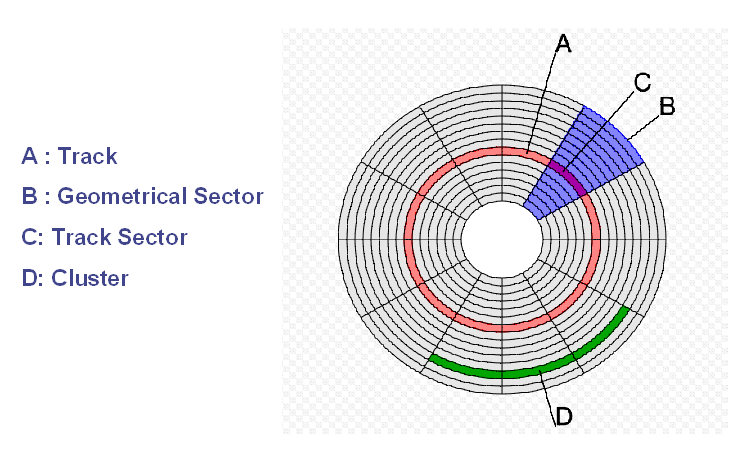 A : Track
B : Geometrical Sector
C: Track Sector
D: Cluster
A
C
B
D